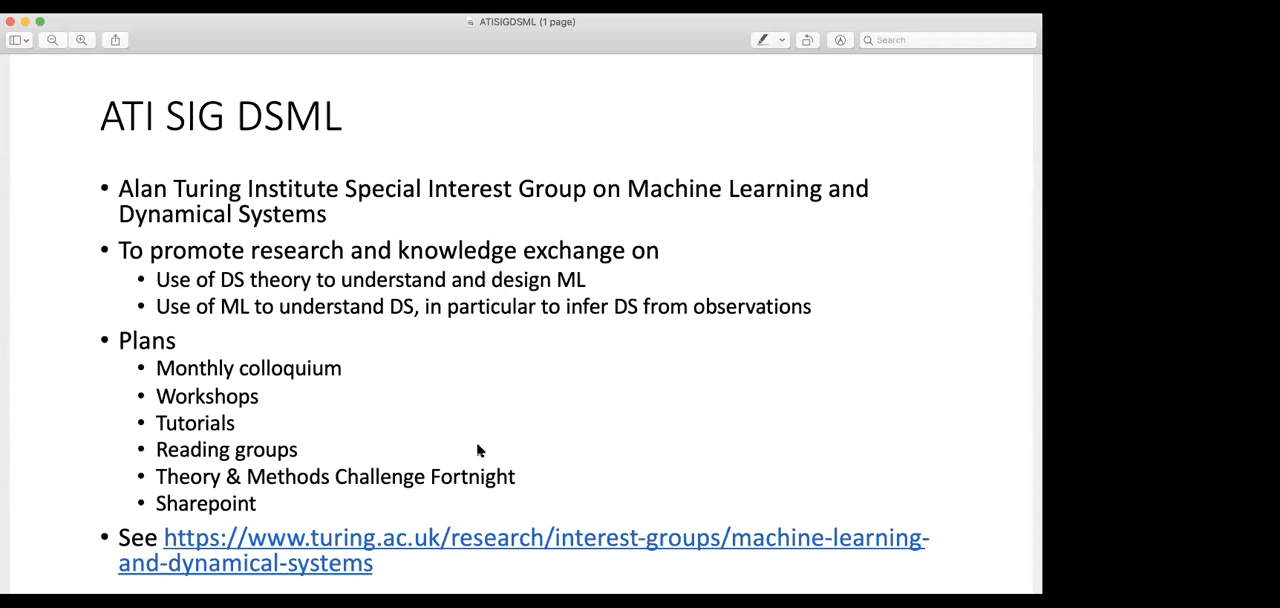 ATISIGDSML (1 page)
Search
ATI SIG DSML
• Alan Turing Institute Special Interest Group on Machine Learning and
Dynamical Systems
• To promote research and knowledge exchange on
• Use of DS theory to understand and design ML
• Use of ML to understand DS, in particular to infer DS from observations
• Plans
• Monthly colloquium
• Workshops
• Tutorials
• Reading groups
• Theory & Methods Challenge Fortnight
• Sharepoint
• See https://www.turing.ac.uk/research/interest-groups/machine-learning-
and-dynamical-systems